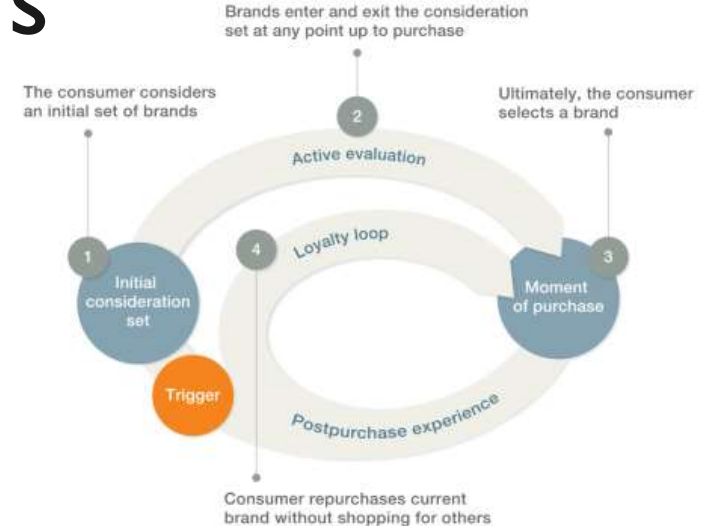 S
Brands enter and exit the consideration
set at any point up to purchase
The consumer considers
an initial set of brands
Ultimately, the consumer
selects a brand
2
Active evaluation
1
4
Loyalty loop
3
Initial
consideration
set
Moment
of purchase
Trigger
Postpurchase experience
Consumer repurchases current
brand without shopping for others